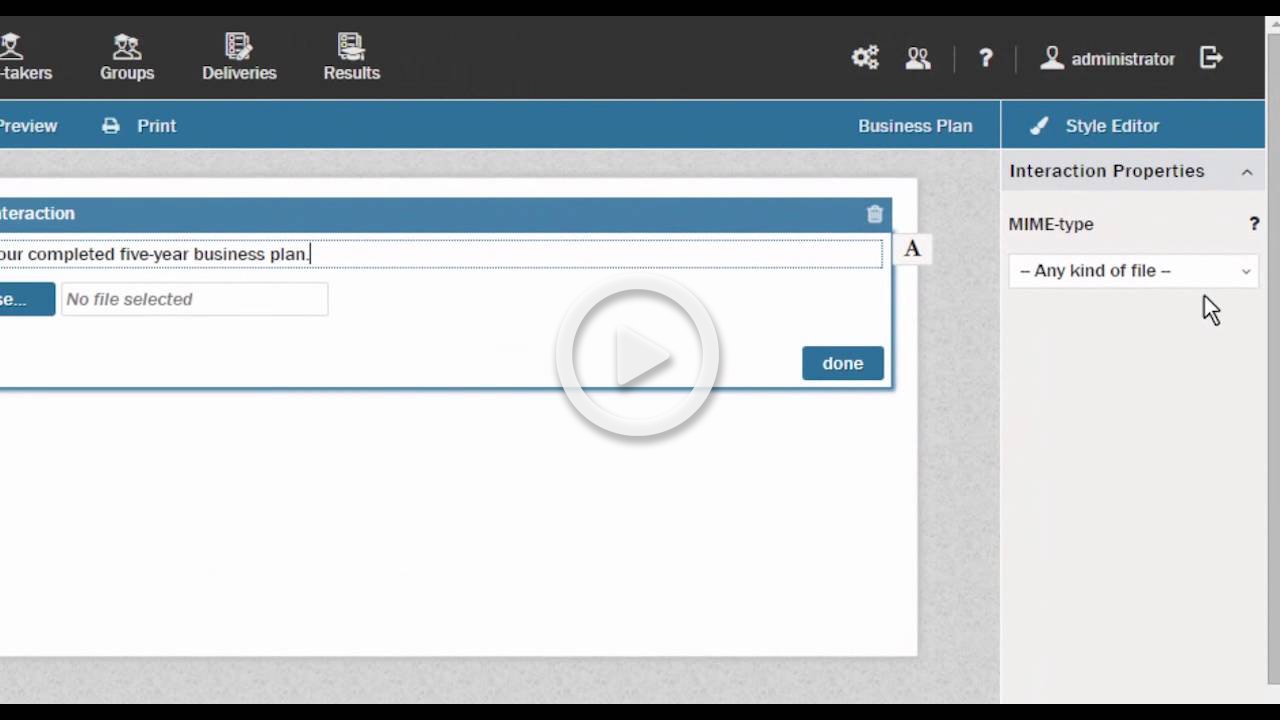 -takers Groups Deliveries Results ? administrator
Preview Print Business Plan Style Editor
Interaction Properties
nteraction
MIME-type ?
our completed five-year business plan. A
-- Any kind of file --
se... No file selected
done